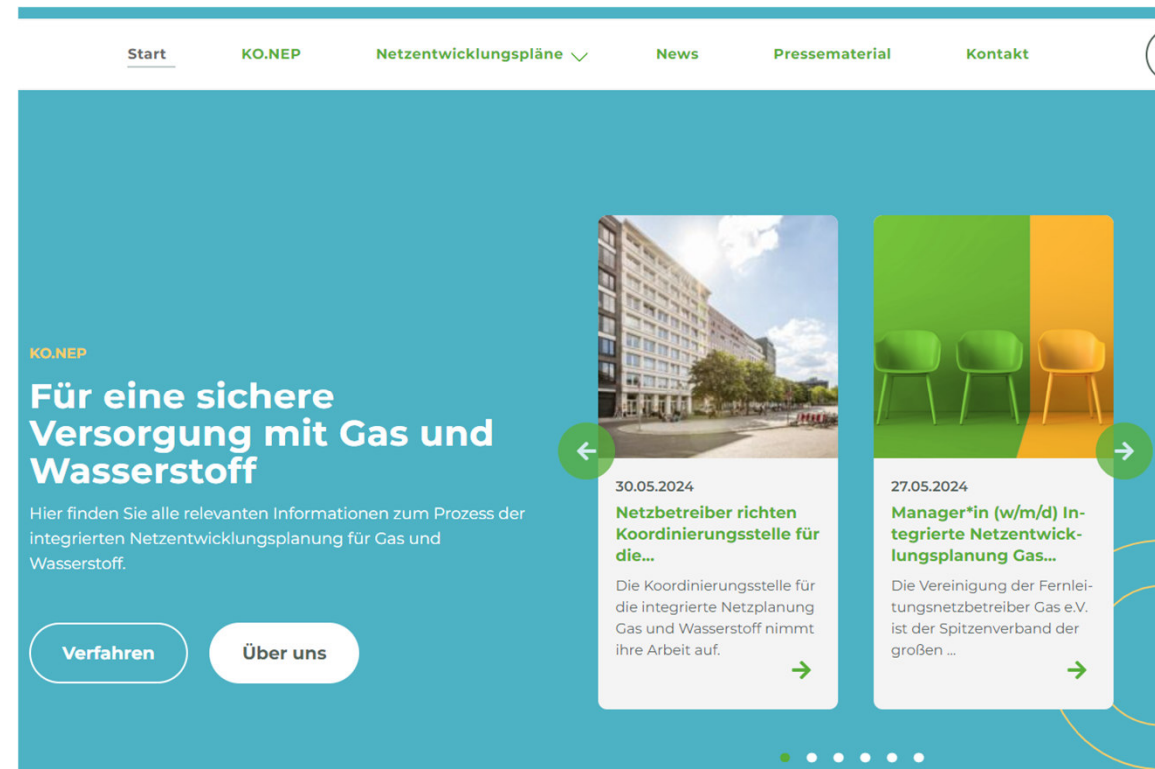 Start KO.NEP Netzentwicklungspläne News Pressematerial Kontakt
KO.NEP
Für eine sichere
Versorgung mit Gas und
Wasserstoff
Hier finden Sie alle relevanten Informationen zum Prozess der
integrierten Netzentwicklungsplanung für Gas und
Wasserstoff.
Verfahren Über uns
30.05.2024
Netzbetreiber richten
Koordinierungsstelle für
die...
Die Koordinierungsstelle für
die integrierte Netzplanung
Gas und Wasserstoff nimmt
ihre Arbeit auf.
27.05.2024
Manager*in (w/m/d) In-
tegrierte Netzentwick-
lungsplanung Gas...
Die Vereinigung der Fernlei-
tungsnetzbetreiber Gas e.V.
ist der Spitzenverband der
großen ...